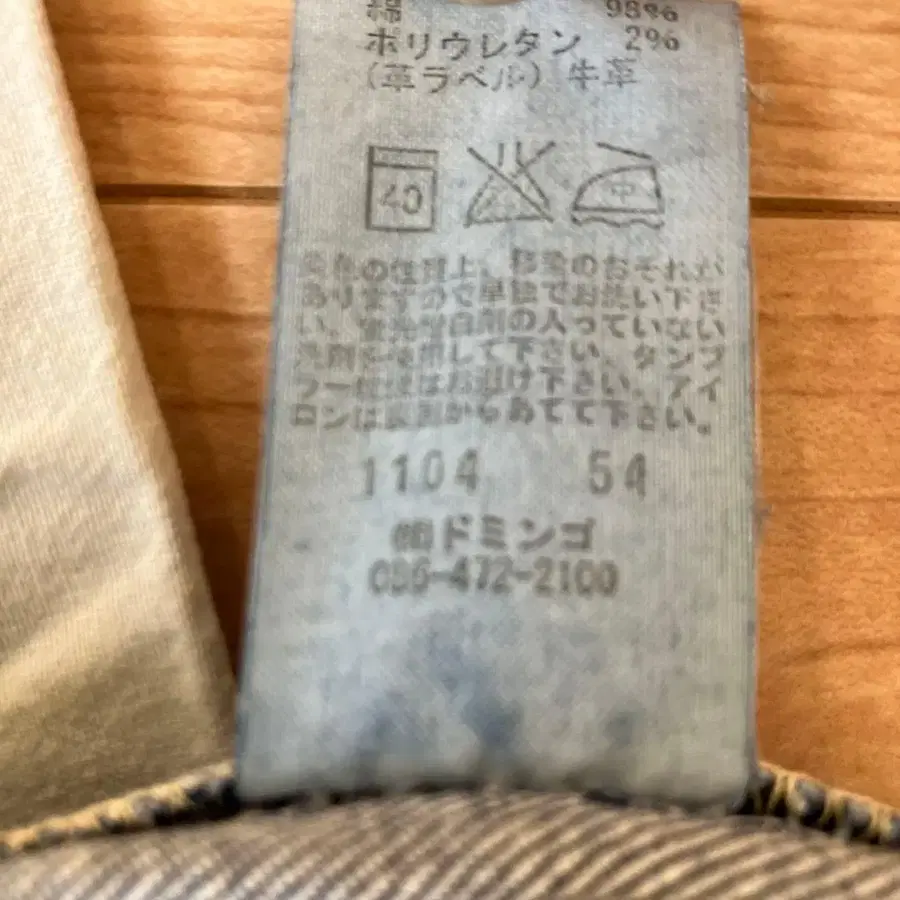 綿 98%
ポリウレタン 2%
(革ラベル) 牛革
40 中
染色の性質上、移染のおそれが
ありますので単独でお洗い下さ
い。蛍光増白剤の入っていない
洗剤を使用して下さい。タンブ
ラー乾燥はお避け下さい。アイ
ロンは裏側からあてて下さい。
1104 54
㈱ドミンゴ
086-472-2100